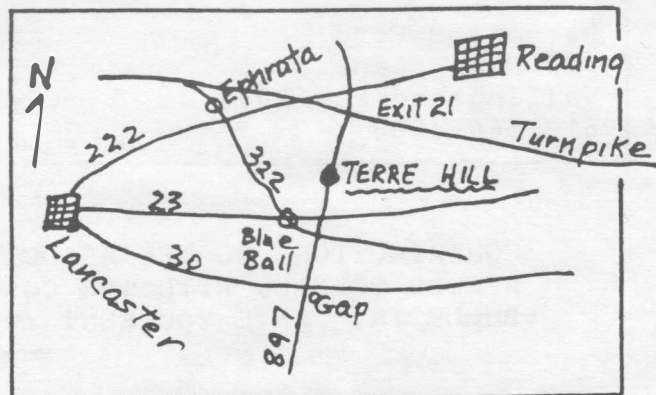 N
Ephrata
Reading
Exit 21
Turnpike
222
322
TERRE HILL
23
Blue
Ball
Lancaster
30
Gap
897